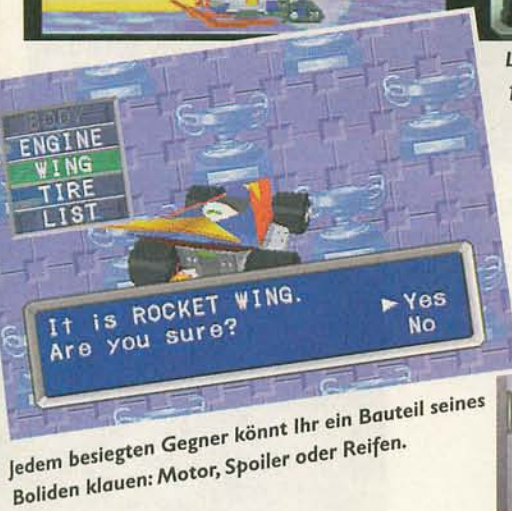 BODY
ENGINE
WING
TIRE
LIST
It is ROCKET WING.
Are you sure?
►Yes
No
Jedem besiegten Gegner könnt Ihr ein Bauteil seines
Boliden klauen: Motor, Spoiler oder Reifen.